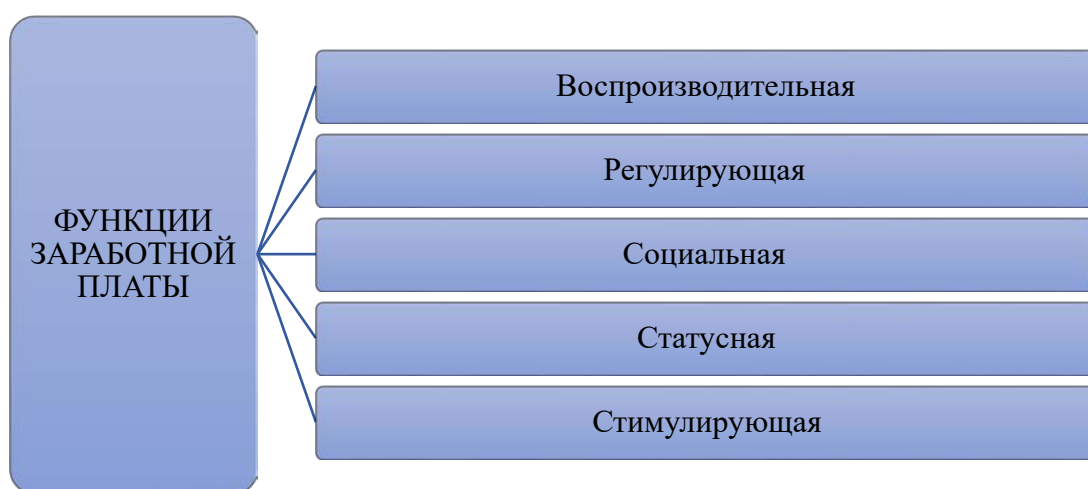 ФУНКЦИИ
ЗАРАБОТНОЙ
ПЛАТЫ
Воспроизводительная
Регулирующая
Социальная
Статусная
Стимулирующая